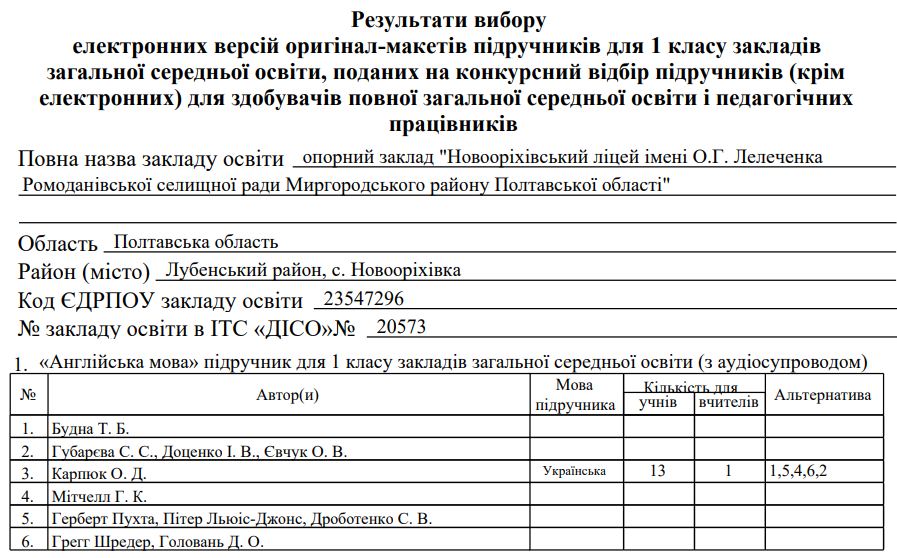 Результати вибору
електронних версій оригінал-макетів підручників для 1 класу закладів
загальної середньої освіти, поданих на конкурсний відбір підручників (крім
електронних) для здобувачів повної загальної середньої освіти і педагогічних
працівників
Повна назва закладу освіти опорний заклад "Новооріхівський ліцей імені О.Г. Лелеченка
Ромоданівської селищної ради Миргородського району Полтавської області"
Область Полтавська область
Район (місто) Лубенський район, с. Новооріхівка
Код ЄДРПОУ закладу освіти 23547296
№ закладу освіти в ІТС «ДІСО»№ 20573
1. «Англійська мова» підручник для 1 класу закладів загальної середньої освіти (з аудіосупроводом)
№ Автор(и) Мова підручника Кількість для учнів вчителів Альтернатива
1. Будна Т. Б.
2. Губарєва С. С., Доценко І. В., Євчук О. В.
3. Карпюк О. Д. Українська 13 1 1,5,4,6,2
4. Мітчелл Г. К.
5. Герберт Пухта, Пітер Льюіс-Джонс, Дроботенко С. В.
6. Грегг Шредер, Головань Д. О.